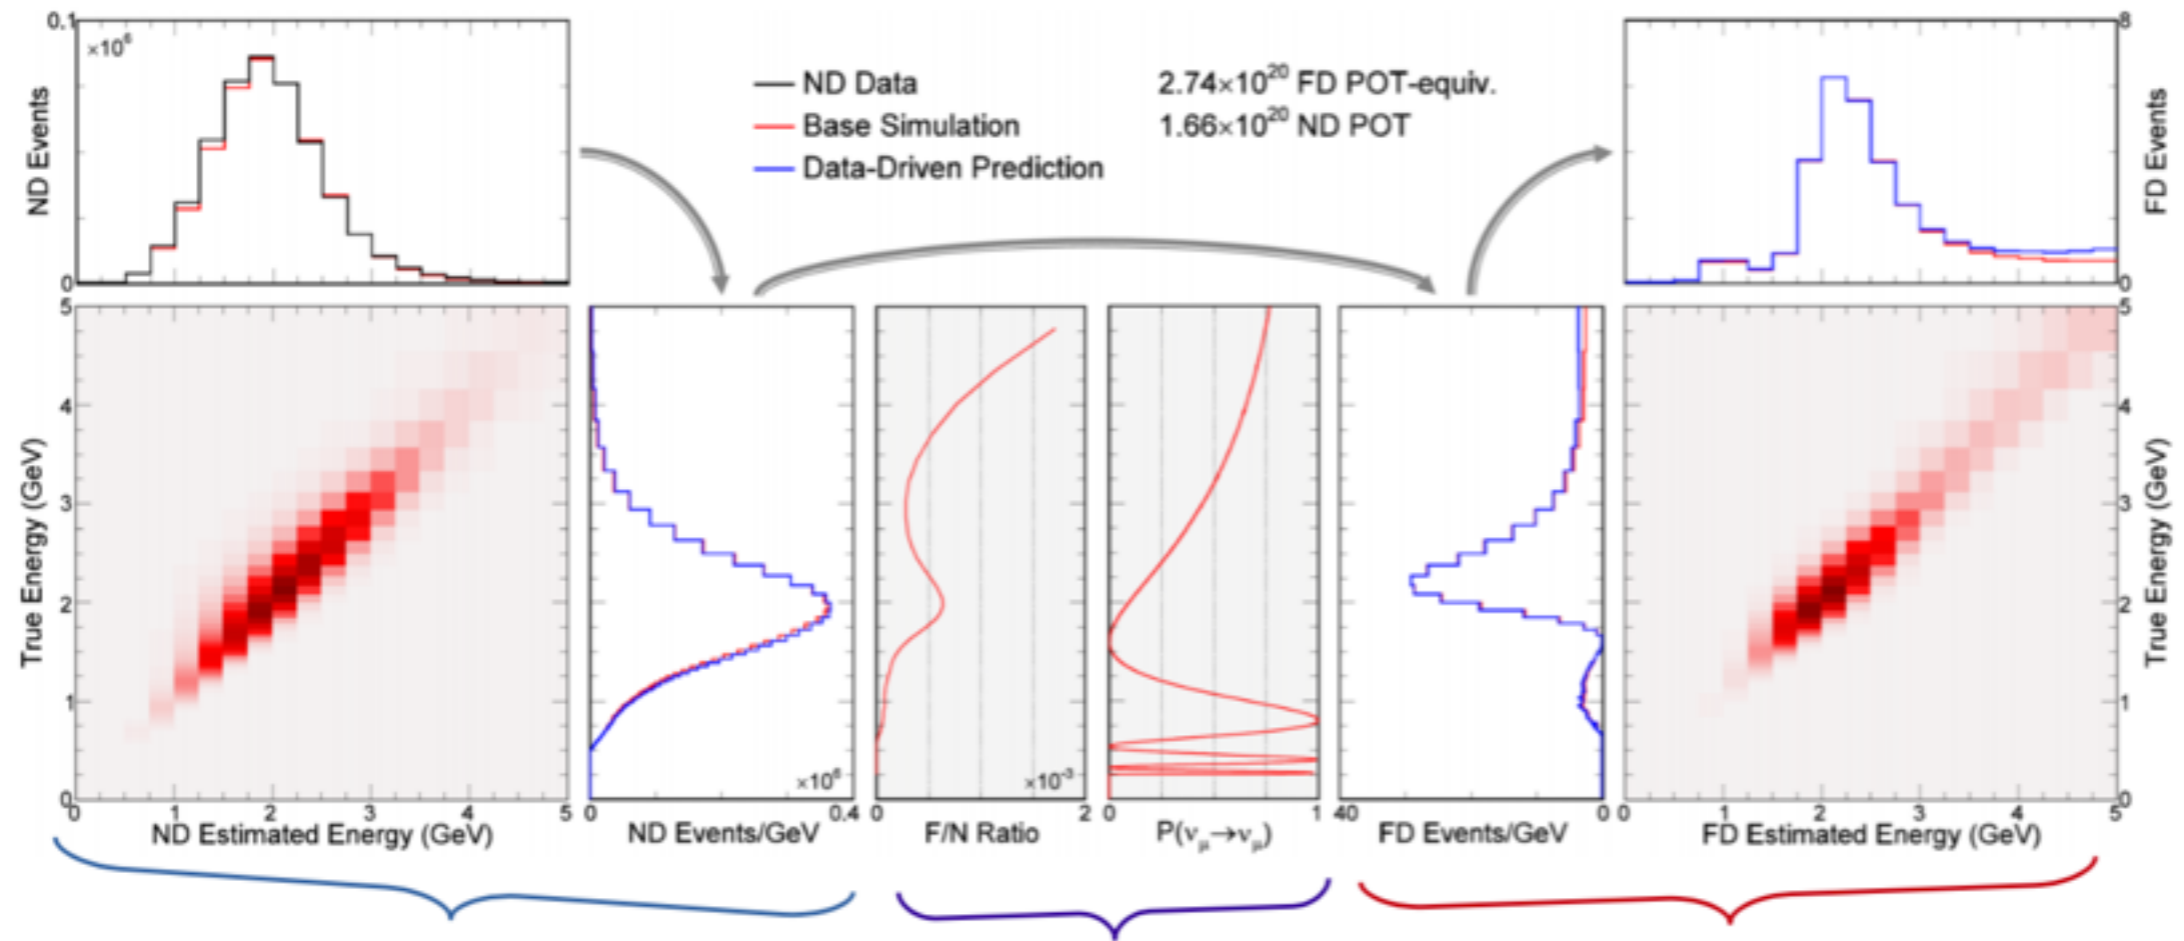 0.1
×10⁶
ND Events
0
ND Data
Base Simulation
Data-Driven Prediction
2.74×10²⁰ FD POT-equiv.
1.66×10²⁰ ND POT
8
FD Events
0
5
4
3
2
1
0
True Energy (GeV)
0 1 2 3 4 5
ND Estimated Energy (GeV)
×10⁶
0 0.4
ND Events/GeV
×10⁻³
0 2
F/N Ratio
0 1
P(νμ→νμ)
40 0
FD Events/GeV
0 1 2 3 4 5
FD Estimated Energy (GeV)
5
4
3
2
1
0
True Energy (GeV)